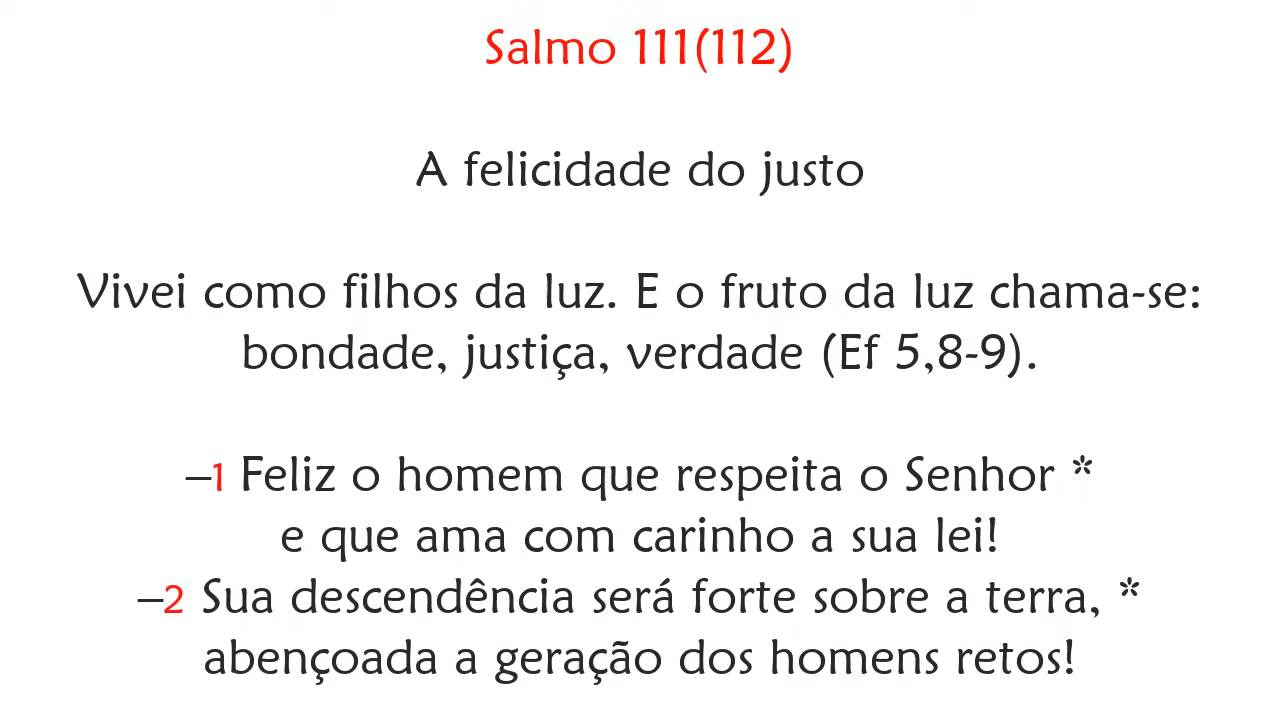 Salmo 111(112)
A felicidade do justo
Vivei como filhos da luz. E o fruto da luz chama-se:
bondade, justiça, verdade (Ef 5,8-9).
–1 Feliz o homem que respeita o Senhor *
e que ama com carinho a sua lei!
–2 Sua descendência será forte sobre a terra, *
abençoada a geração dos homens retos!